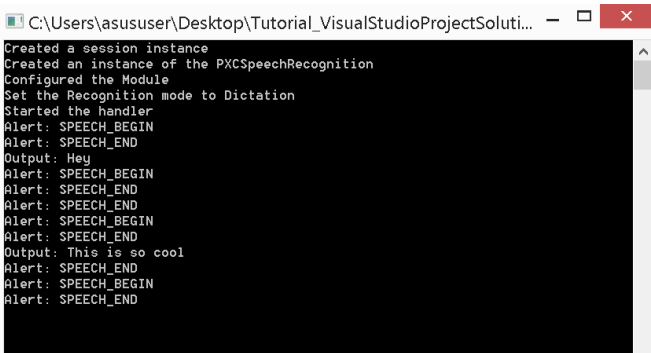 C:\Users\asususer\Desktop\Tutorial_VisualStudioProjectSoluti...
Created a session instance
Created an instance of the PXCSpeechRecognition
Configured the Module
Set the Recognition mode to Dictation
Started the handler
Alert: SPEECH_BEGIN
Alert: SPEECH_END
Output: Hey
Alert: SPEECH_BEGIN
Alert: SPEECH_END
Alert: SPEECH_END
Alert: SPEECH_BEGIN
Alert: SPEECH_END
Output: This is so cool
Alert: SPEECH_END
Alert: SPEECH_BEGIN
Alert: SPEECH_END